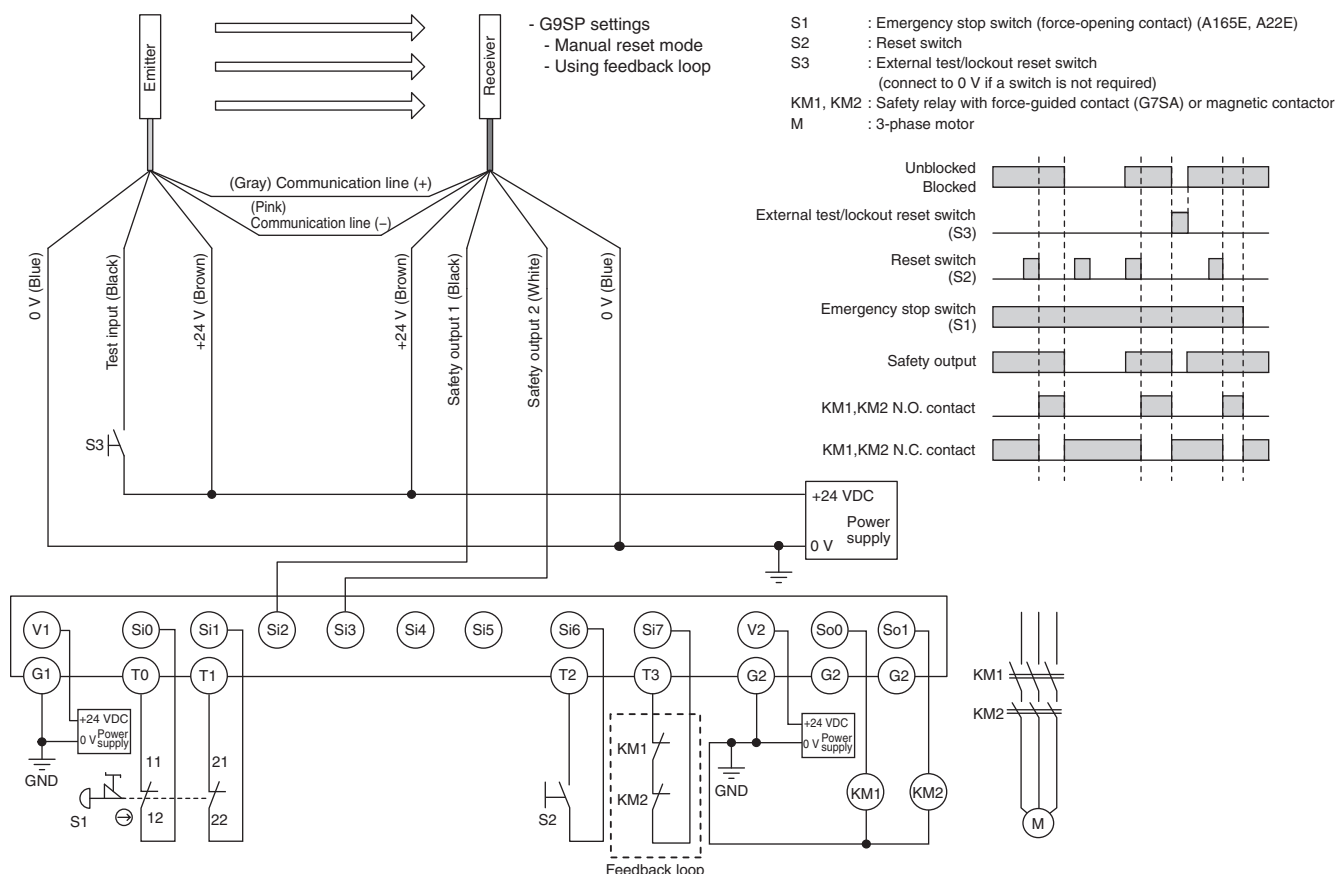 - G9SP settings
- Manual reset mode
- Using feedback loop
S1 : Emergency stop switch (force-opening contact) (A165E, A22E)
S2 : Reset switch
S3 : External test/lockout reset switch
(connect to 0 V if a switch is not required)
KM1, KM2 : Safety relay with force-guided contact (G7SA) or magnetic contactor
M : 3-phase motor
Emitter
Receiver
(Gray) Communication line (+)
(Pink)
Communication line (−)
0 V (Blue)
Test input (Black)
+24 V (Brown)
+24 V (Brown)
Safety output 1 (Black)
Safety output 2 (White)
0 V (Blue)
S3
Unblocked
Blocked
External test/lockout reset switch
(S3)
Reset switch
(S2)
Emergency stop switch
(S1)
Safety output
KM1,KM2 N.O. contact
KM1,KM2 N.C. contact
+24 VDC
Power
supply
0 V
V1 Si0 Si1 Si2 Si3 Si4 Si5 Si6 Si7 V2 So0 So1
G1 T0 T1 T2 T3 G2 G2 G2
+24 VDC
0 V Power
supply
GND
11
12
21
22
S1
S2
KM1
KM2
Feedback loop
+24 VDC
0 V Power
supply
GND
KM1
KM2
KM1
KM2
M